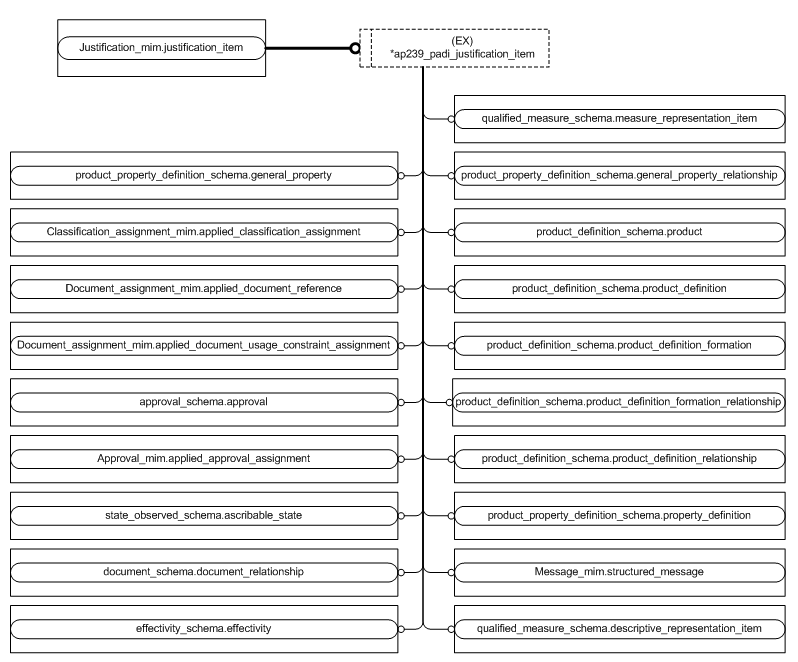 Justification_mim.justification_item
(EX)
*ap239_padi_justification_item
qualified_measure_schema.measure_representation_item
product_property_definition_schema.general_property
product_property_definition_schema.general_property_relationship
Classification_assignment_mim.applied_classification_assignment
product_definition_schema.product
Document_assignment_mim.applied_document_reference
product_definition_schema.product_definition
Document_assignment_mim.applied_document_usage_constraint_assignment
product_definition_schema.product_definition_formation
approval_schema.approval
product_definition_schema.product_definition_formation_relationship
Approval_mim.applied_approval_assignment
product_definition_schema.product_definition_relationship
state_observed_schema.ascribable_state
product_property_definition_schema.property_definition
document_schema.document_relationship
Message_mim.structured_message
effectivity_schema.effectivity
qualified_measure_schema.descriptive_representation_item